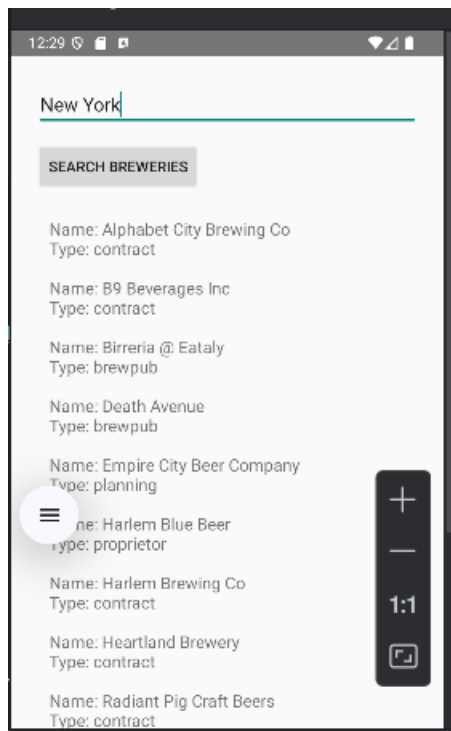 12:29
New York
SEARCH BREWERIES
Name: Alphabet City Brewing Co
Type: contract
Name: B9 Beverages Inc
Type: contract
Name: Birreria @ Eataly
Type: brewpub
Name: Death Avenue
Type: brewpub
Name: Empire City Beer Company
Type: planning
Name: Harlem Blue Beer
Type: proprietor
Name: Harlem Brewing Co
Type: contract
1:1
Name: Heartland Brewery
Type: contract
Name: Radiant Pig Craft Beers
Type: contract